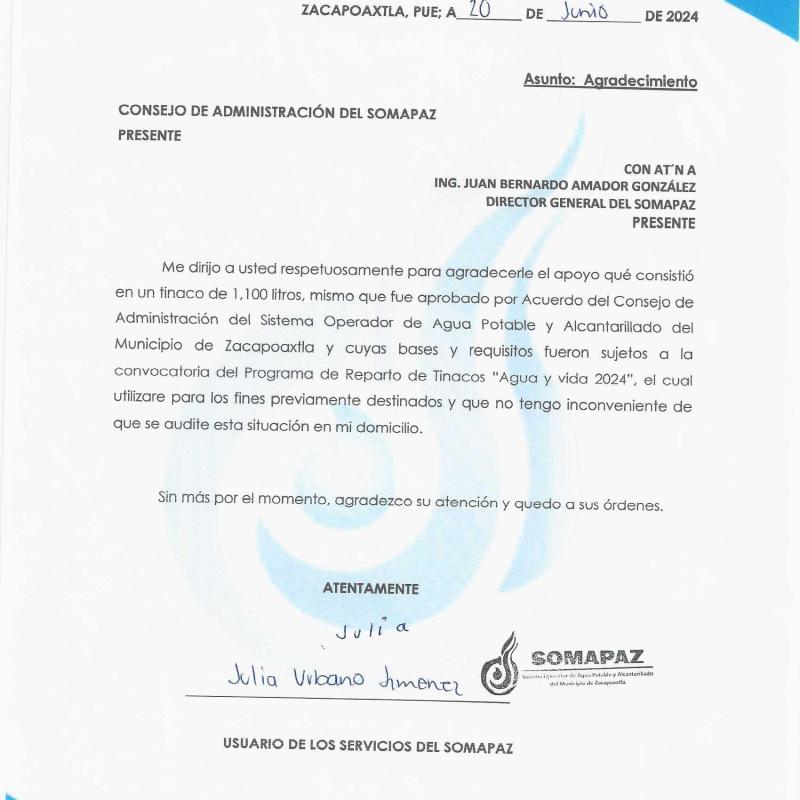 ZACAPOAXTLA, PUE; A 20 DE Junio DE 2024
Asunto: Agradecimiento
CONSEJO DE ADMINISTRACIÓN DEL SOMAPAZ
PRESENTE
CON AT´N A
ING. JUAN BERNARDO AMADOR GONZÁLEZ
DIRECTOR GENERAL DEL SOMAPAZ
PRESENTE
Me dirijo a usted respetuosamente para agradecerle el apoyo qué consistió
en un tinaco de 1,100 litros, mismo que fue aprobado por Acuerdo del Consejo de
Administración del Sistema Operador de Agua Potable y Alcantarillado del
Municipio de Zacapoaxtla y cuyas bases y requisitos fueron sujetos a la
convocatoria del Programa de Reparto de Tinacos “Agua y vida 2024”, el cual
utilizare para los fines previamente destinados y que no tengo inconveniente de
que se audite esta situación en mi domicilio.
Sin más por el momento, agradezco su atención y quedo a sus órdenes.
ATENTAMENTE
Julia
Julia Urbano Jimenez
SOMAPAZ
Sistema Operador de Agua Potable y Alcantarillado
del Municipio de Zacapoaxtla
USUARIO DE LOS SERVICIOS DEL SOMAPAZ